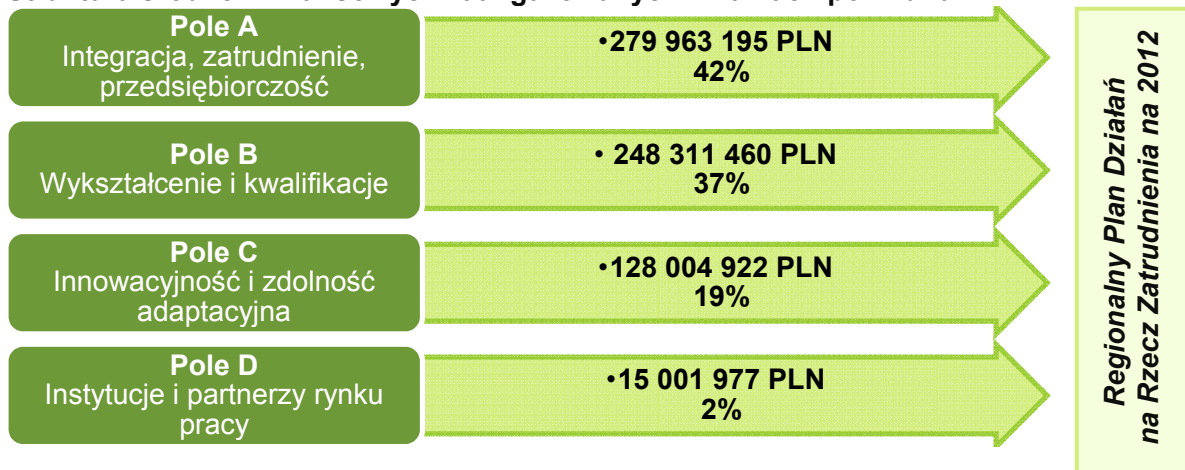 Pole A
Integracja, zatrudnienie,
przedsiębiorczość
•279 963 195 PLN
42%
Pole B
Wykształcenie i kwalifikacje
• 248 311 460 PLN
37%
Pole C
Innowacyjność i zdolność
adaptacyjna
•128 004 922 PLN
19%
Pole D
Instytucje i partnerzy rynku
pracy
•15 001 977 PLN
2%
Regionalny Plan Działań
na Rzecz Zatrudnienia na 2012